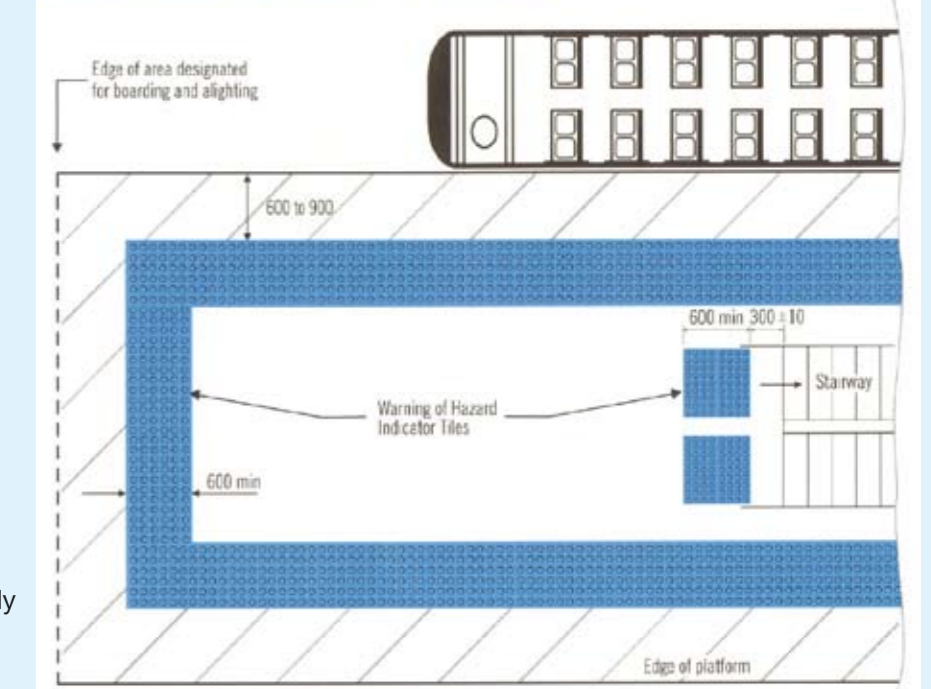 Edge of area designated
for boarding and alighting
600 to 900
600 min 300±10
Stairway
Warning of Hazard
Indicator Tiles
600 min
ly
Edge of platform